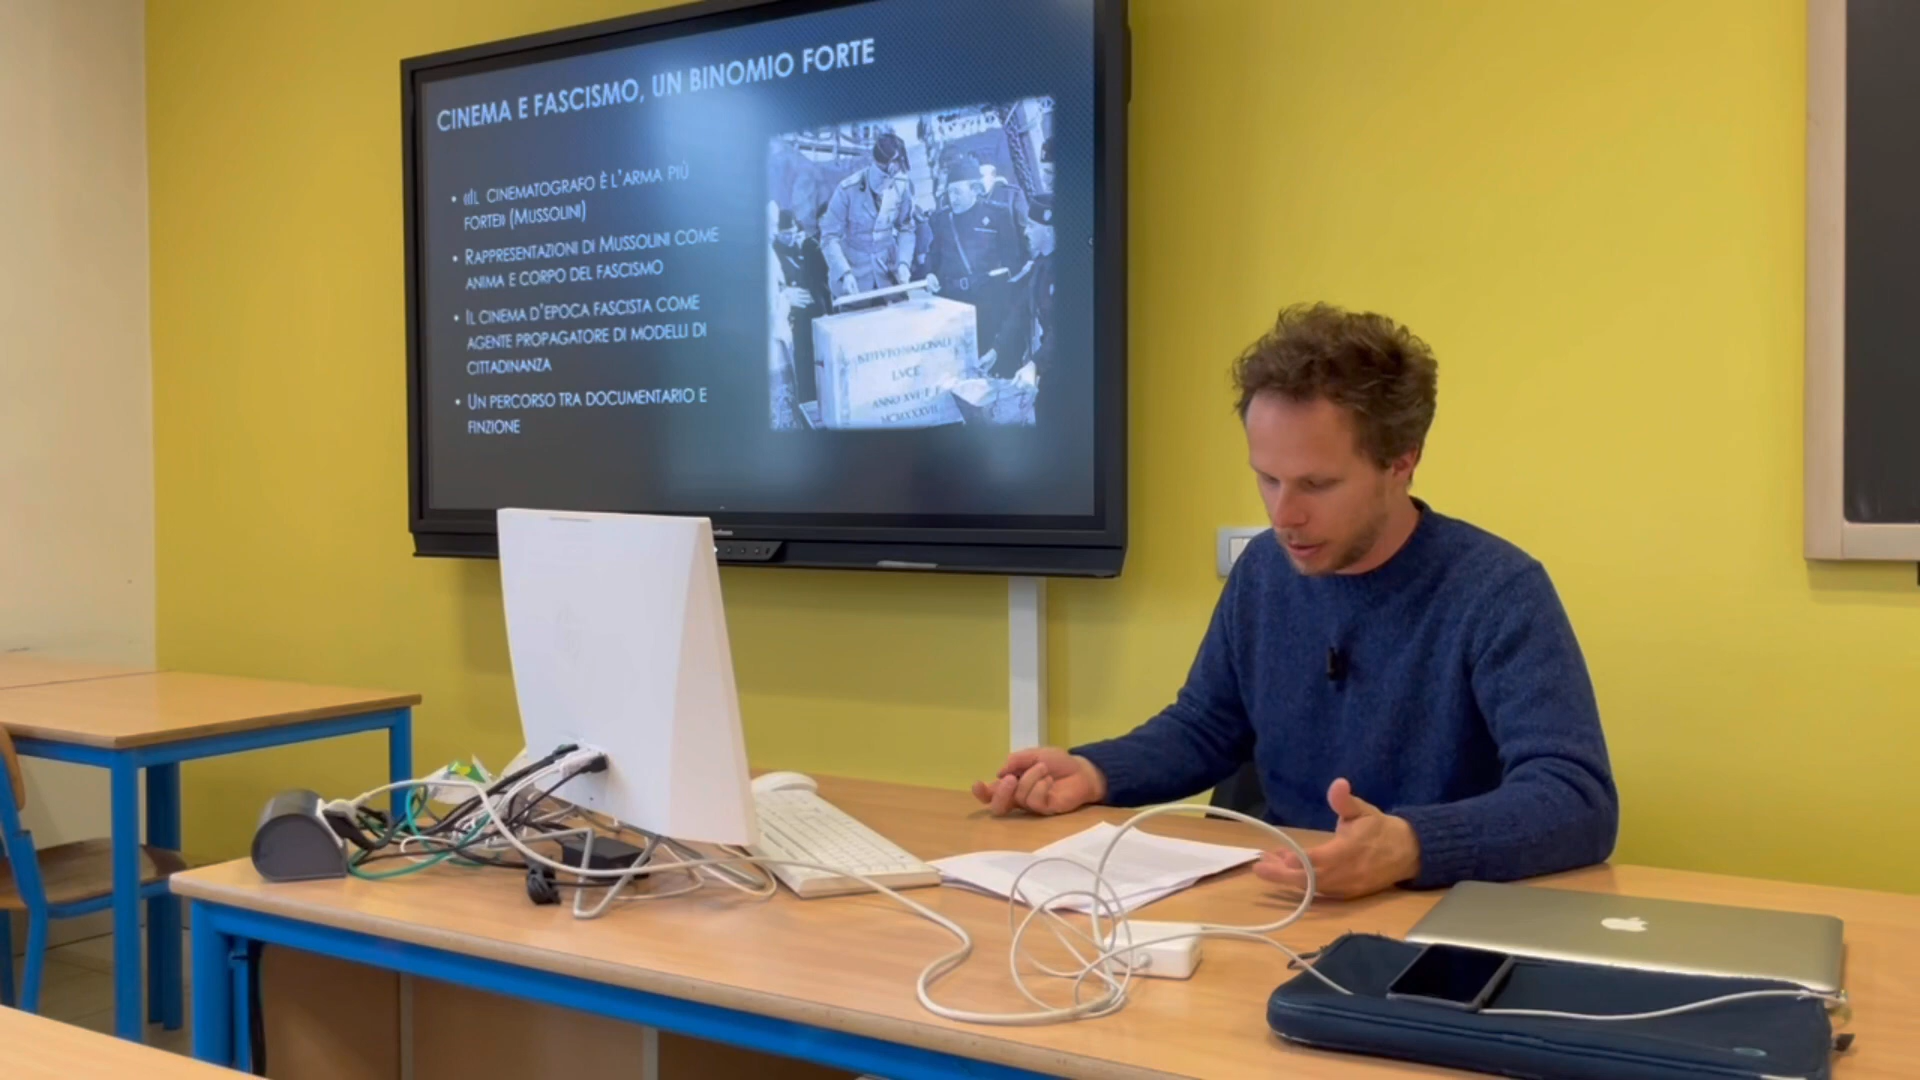 CINEMA E FASCISMO, UN BINOMIO FORTE
• «IL CINEMATOGRAFO È L'ARMA PIÙ
FORTE» (MUSSOLINI)
• RAPPRESENTAZIONI DI MUSSOLINI COME
ANIMA E CORPO DEL FASCISMO
• IL CINEMA D'EPOCA FASCISTA COME
AGENTE PROPAGATORE DI MODELLI DI
CITTADINANZA
• UN PERCORSO TRA DOCUMENTARIO E
FINZIONE
ISTITVTO NAZIONALE
LVCE
ANNO XVI E F
MCMXXXVII